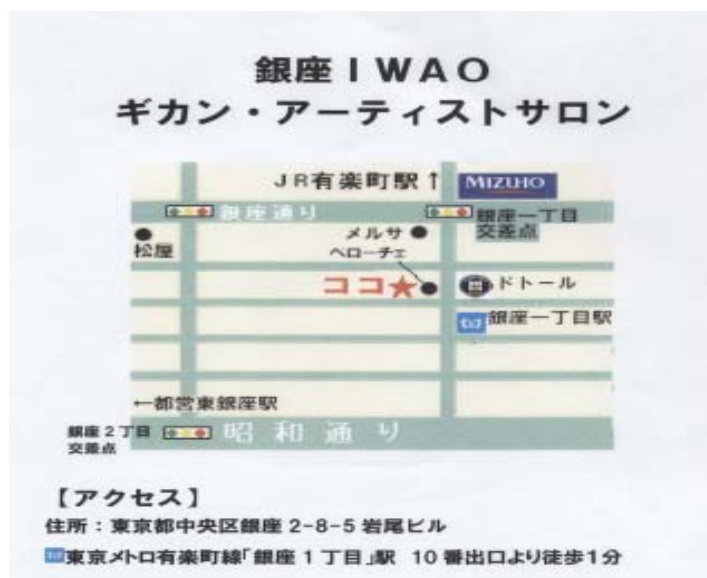 銀座IWAO
ギカン・アーティストサロン
JR有楽町駅↑
MIZUHO
銀座通り
銀座一丁目
交差点
メルサ
松屋
ベローチェ
ココ★
ドトール
銀座一丁目駅
←都営東銀座駅
銀座2丁目
交差点
昭和通り
【アクセス】
住所:東京都中央区銀座2-8-5岩尾ビル
東京メトロ有楽町線「銀座1丁目」駅 10番出口より徒歩1分